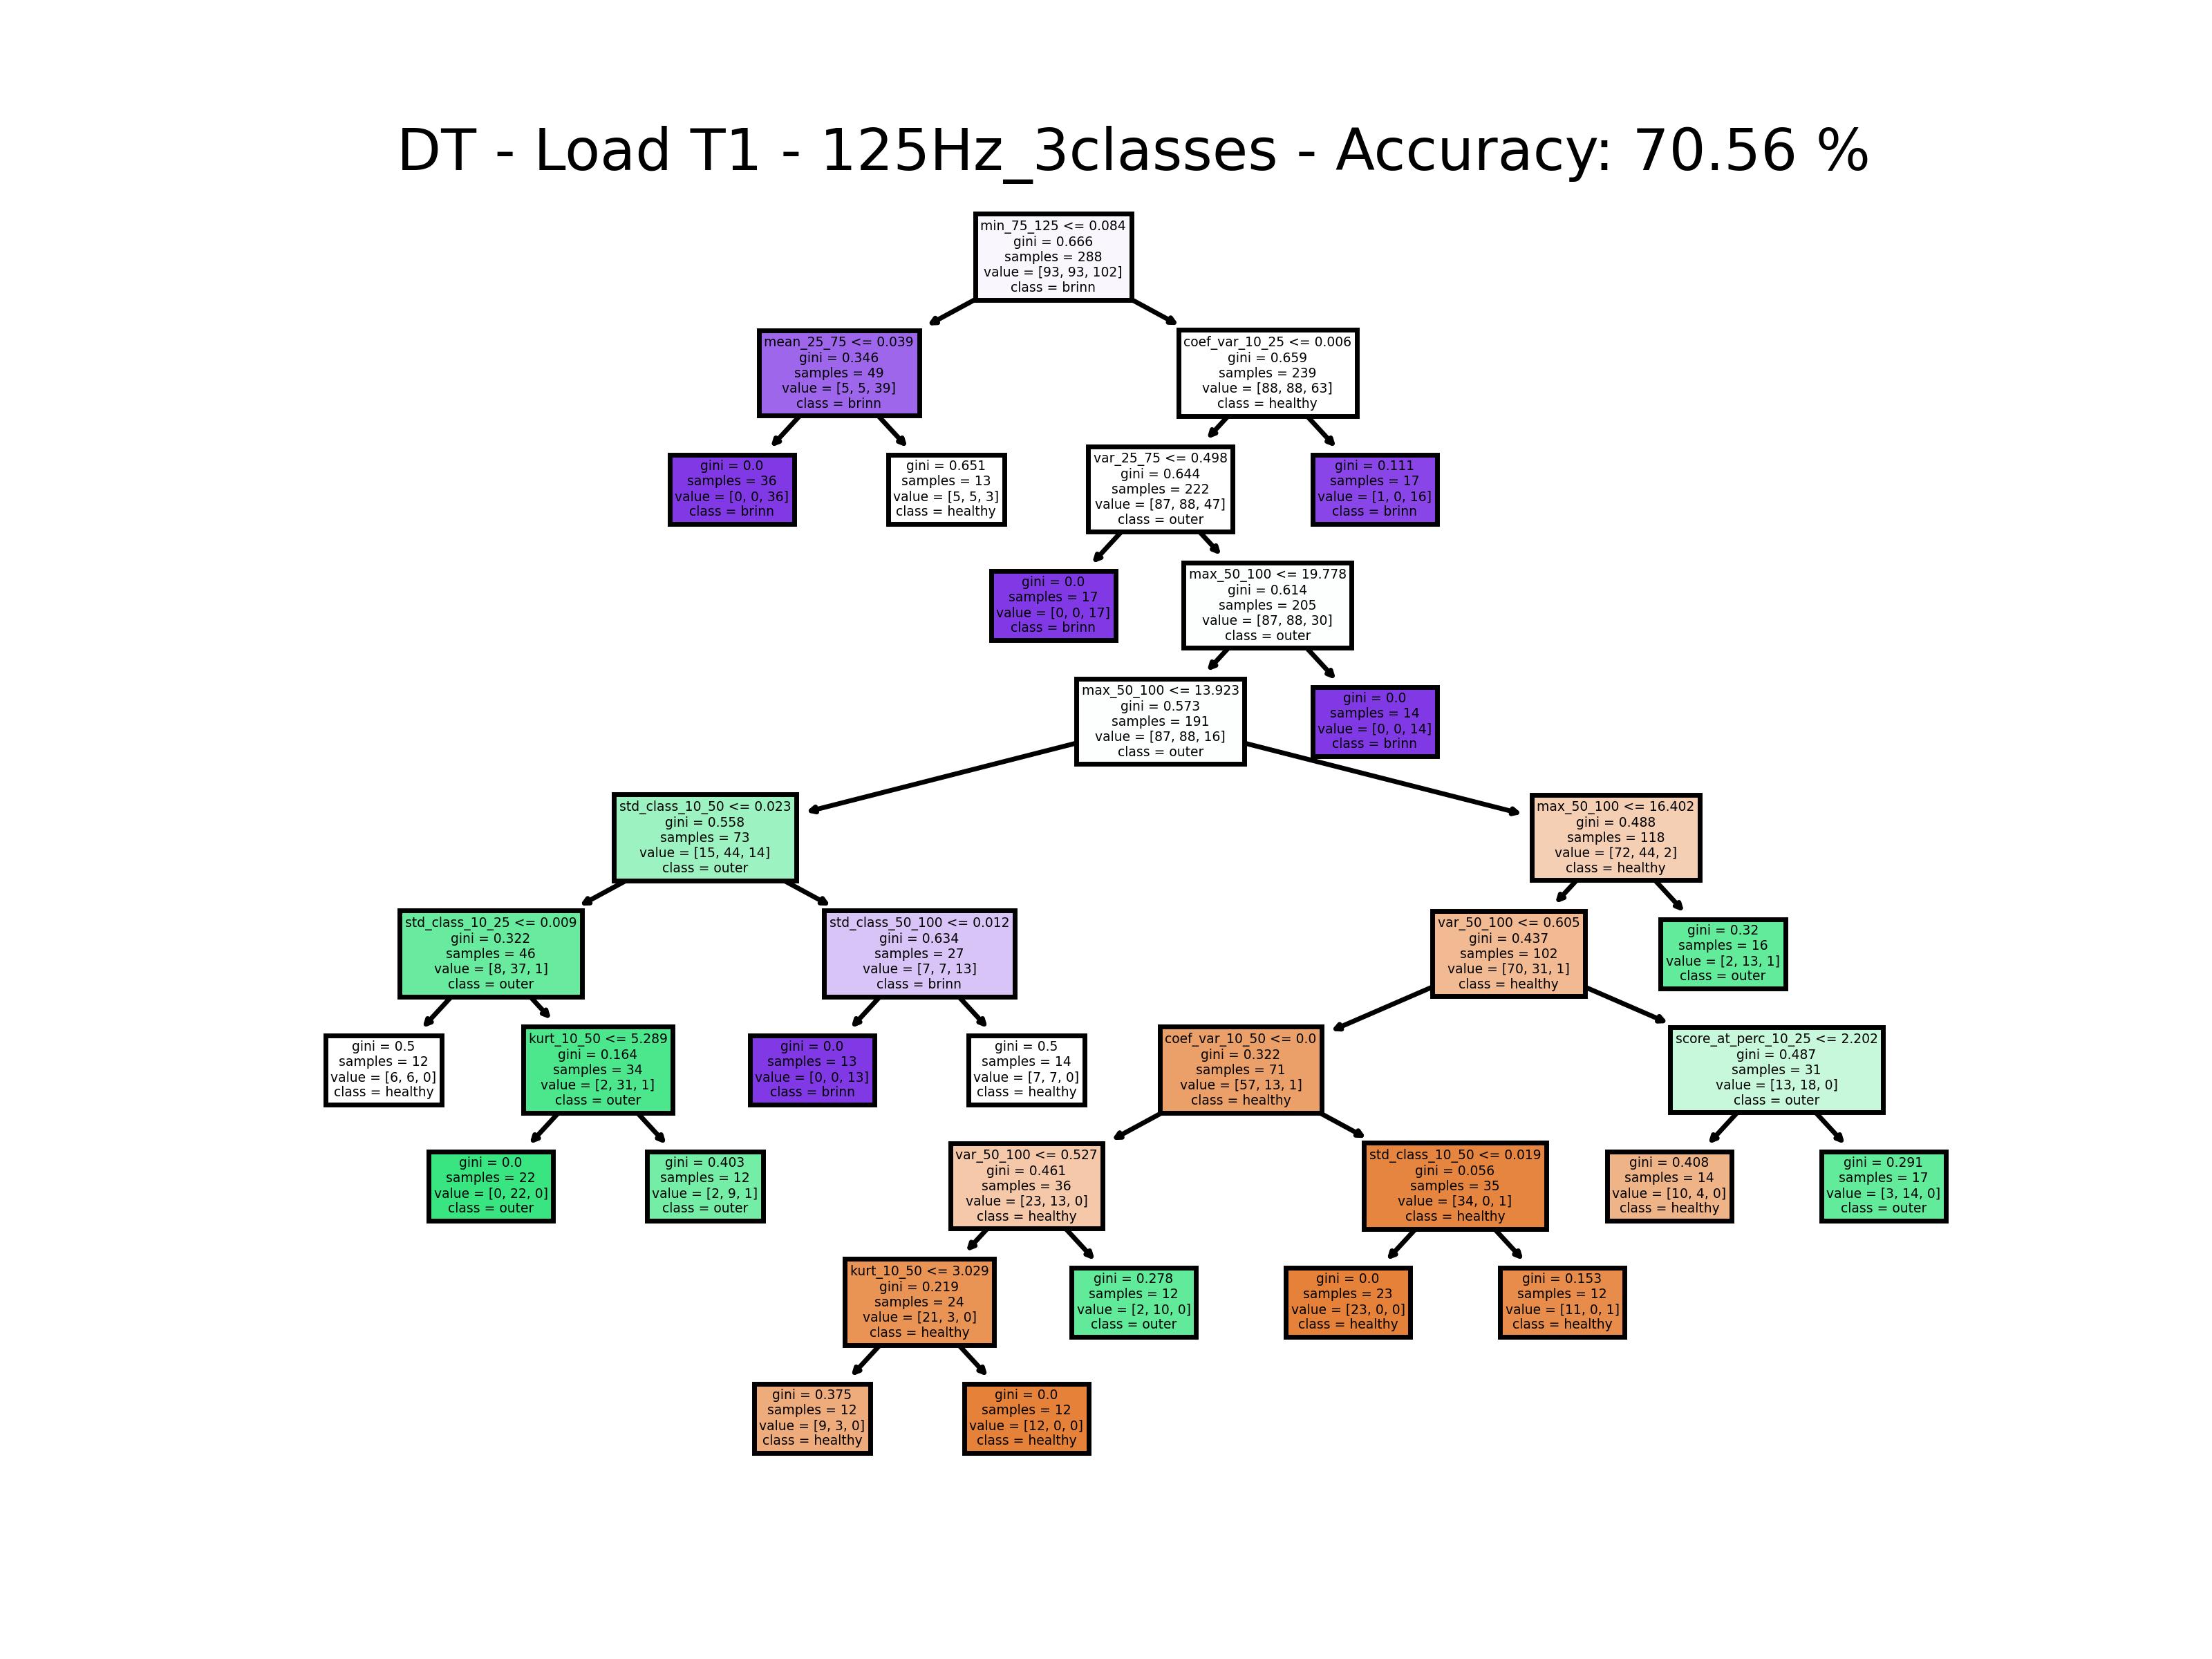 DT - Load T1 - 125Hz_3classes - Accuracy: 70.56 %
min_75_125 <= 0.084
gini = 0.666
samples = 288
value = [93, 93, 102]
class = brinn
mean_25_75 <= 0.039
gini = 0.346
samples = 49
value = [5, 5, 39]
class = brinn
coef_var_10_25 <= 0.006
gini = 0.659
samples = 239
value = [88, 88, 63]
class = healthy
gini = 0.0
samples = 36
value = [0, 0, 36]
class = brinn
gini = 0.651
samples = 13
value = [5, 5, 3]
class = healthy
var_25_75 <= 0.498
gini = 0.644
samples = 222
value = [87, 88, 47]
class = outer
gini = 0.111
samples = 17
value = [1, 0, 16]
class = brinn
gini = 0.0
samples = 17
value = [0, 0, 17]
class = brinn
max_50_100 <= 19.778
gini = 0.614
samples = 205
value = [87, 88, 30]
class = outer
max_50_100 <= 13.923
gini = 0.573
samples = 191
value = [87, 88, 16]
class = outer
gini = 0.0
samples = 14
value = [0, 0, 14]
class = brinn
std_class_10_50 <= 0.023
gini = 0.558
samples = 73
value = [15, 44, 14]
class = outer
max_50_100 <= 16.402
gini = 0.488
samples = 118
value = [72, 44, 2]
class = healthy
std_class_10_25 <= 0.009
gini = 0.322
samples = 46
value = [8, 37, 1]
class = outer
std_class_50_100 <= 0.012
gini = 0.634
samples = 27
value = [7, 7, 13]
class = brinn
var_50_100 <= 0.605
gini = 0.437
samples = 102
value = [70, 31, 1]
class = healthy
gini = 0.32
samples = 16
value = [2, 13, 1]
class = outer
gini = 0.5
samples = 12
value = [6, 6, 0]
class = healthy
kurt_10_50 <= 5.289
gini = 0.164
samples = 34
value = [2, 31, 1]
class = outer
gini = 0.0
samples = 13
value = [0, 0, 13]
class = brinn
gini = 0.5
samples = 14
value = [7, 7, 0]
class = healthy
coef_var_10_50 <= 0.0
gini = 0.322
samples = 71
value = [57, 13, 1]
class = healthy
score_at_perc_10_25 <= 2.202
gini = 0.487
samples = 31
value = [13, 18, 0]
class = outer
gini = 0.0
samples = 22
value = [0, 22, 0]
class = outer
gini = 0.403
samples = 12
value = [2, 9, 1]
class = outer
var_50_100 <= 0.527
gini = 0.461
samples = 36
value = [23, 13, 0]
class = healthy
std_class_10_50 <= 0.019
gini = 0.056
samples = 35
value = [34, 0, 1]
class = healthy
gini = 0.408
samples = 14
value = [10, 4, 0]
class = healthy
gini = 0.291
samples = 17
value = [3, 14, 0]
class = outer
kurt_10_50 <= 3.029
gini = 0.219
samples = 24
value = [21, 3, 0]
class = healthy
gini = 0.278
samples = 12
value = [2, 10, 0]
class = outer
gini = 0.0
samples = 23
value = [23, 0, 0]
class = healthy
gini = 0.153
samples = 12
value = [11, 0, 1]
class = healthy
gini = 0.375
samples = 12
value = [9, 3, 0]
class = healthy
gini = 0.0
samples = 12
value = [12, 0, 0]
class = healthy